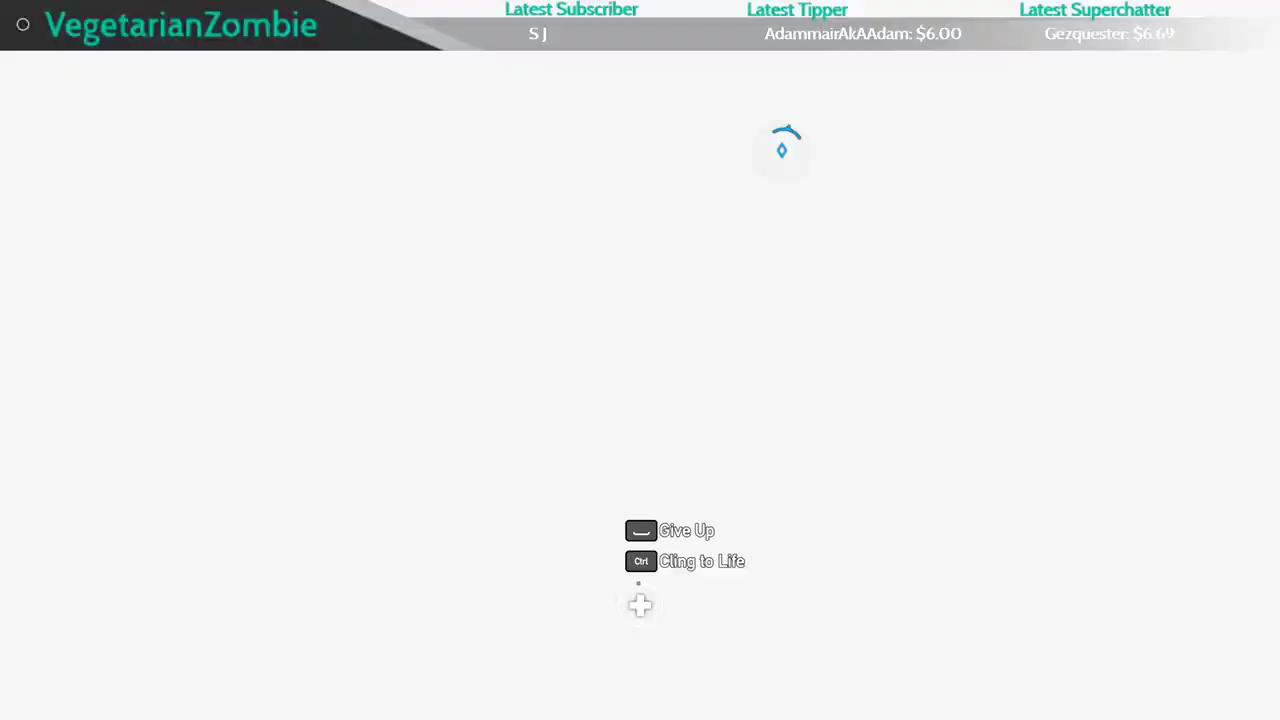 VegetarianZombie
Latest Subscriber
Latest Tipper
Latest Superchatter
S J
AdammairAkAAdam: $6.00
Gezquester: $6.69
Give Up
Ctrl Cling to Life